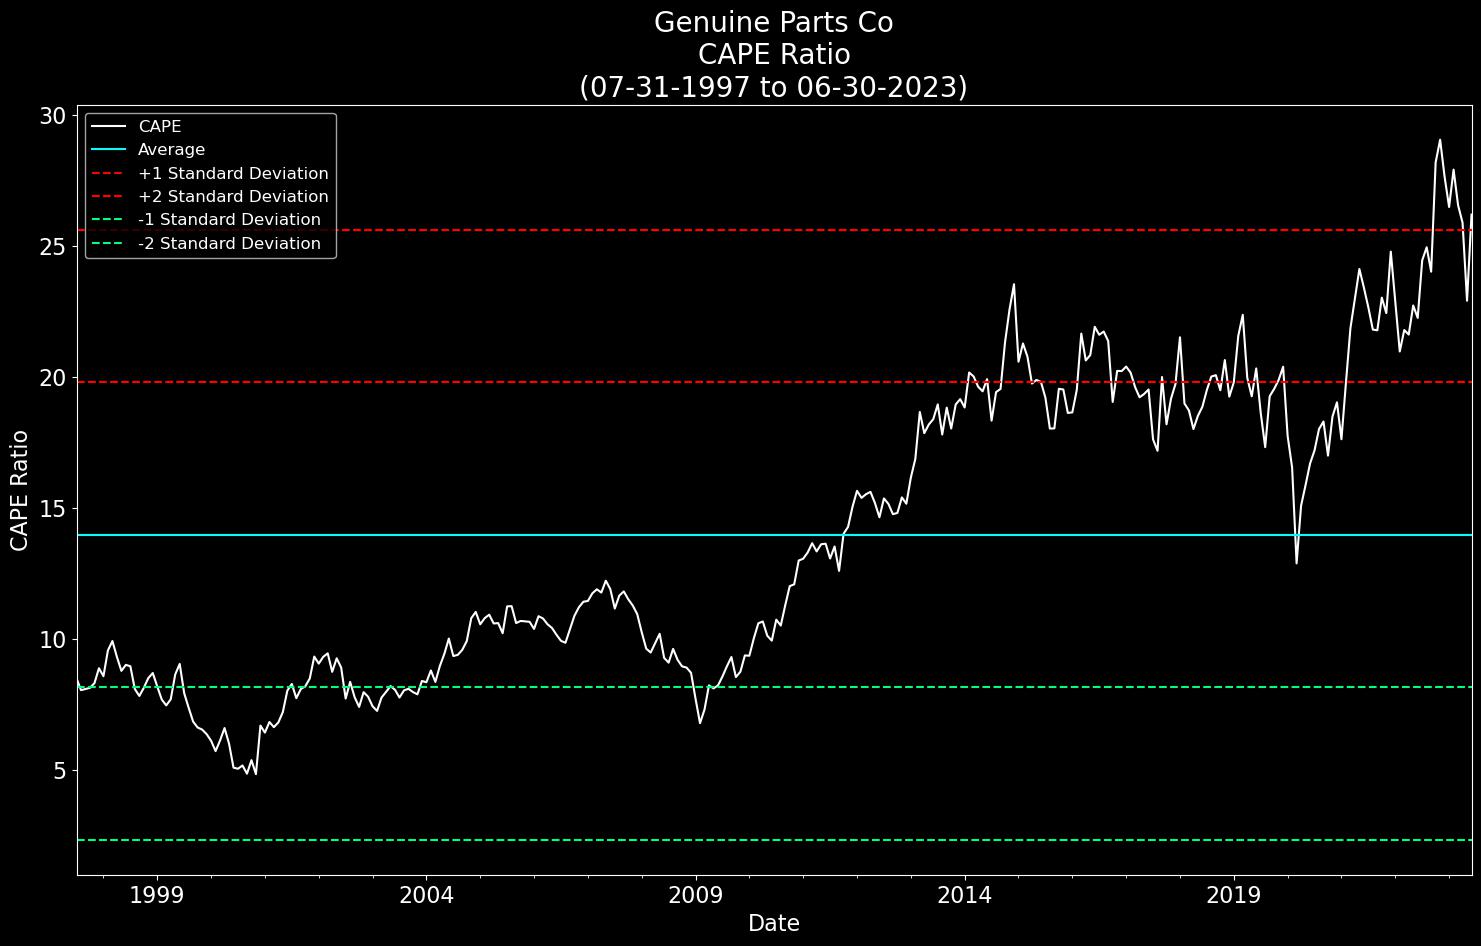 Genuine Parts Co
CAPE Ratio
(07-31-1997 to 06-30-2023)
CAPE
Average
+1 Standard Deviation
+2 Standard Deviation
-1 Standard Deviation
-2 Standard Deviation
30
25
20
15
10
5
CAPE Ratio
1999 2004 2009 2014 2019
Date